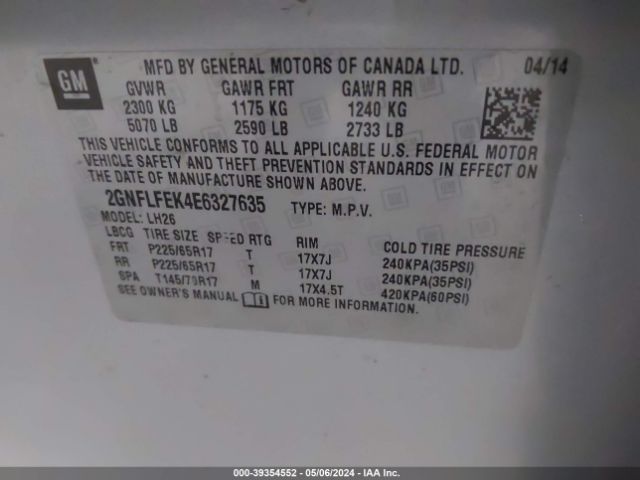 GM ® MFD BY GENERAL MOTORS OF CANADA LTD. 04/14
GVWR GAWR FRT GAWR RR
2300 KG 1175 KG 1240 KG
5070 LB 2590 LB 2733 LB
THIS VEHICLE CONFORMS TO ALL APPLICABLE U.S. FEDERAL MOTOR
VEHICLE SAFETY AND THEFT PREVENTION STANDARDS IN EFFECT ON
THE DATE OF MANUFACTURE SHOWN ABOVE.
2GNFLFEK4E6327635 TYPE: M.P.V.
MODEL: LH26
LBCG TIRE SIZE SPEED RTG RIM COLD TIRE PRESSURE
FRT P225/65R17 T 17X7J 240KPA(35PSI)
RR P225/65R17 T 17X7J 240KPA(35PSI)
SPA T145/70R17 M 17X4.5T 420KPA(60PSI)
SEE OWNER'S MANUAL FOR MORE INFORMATION.
000-39354552 - 05/06/2024 - IAA Inc.